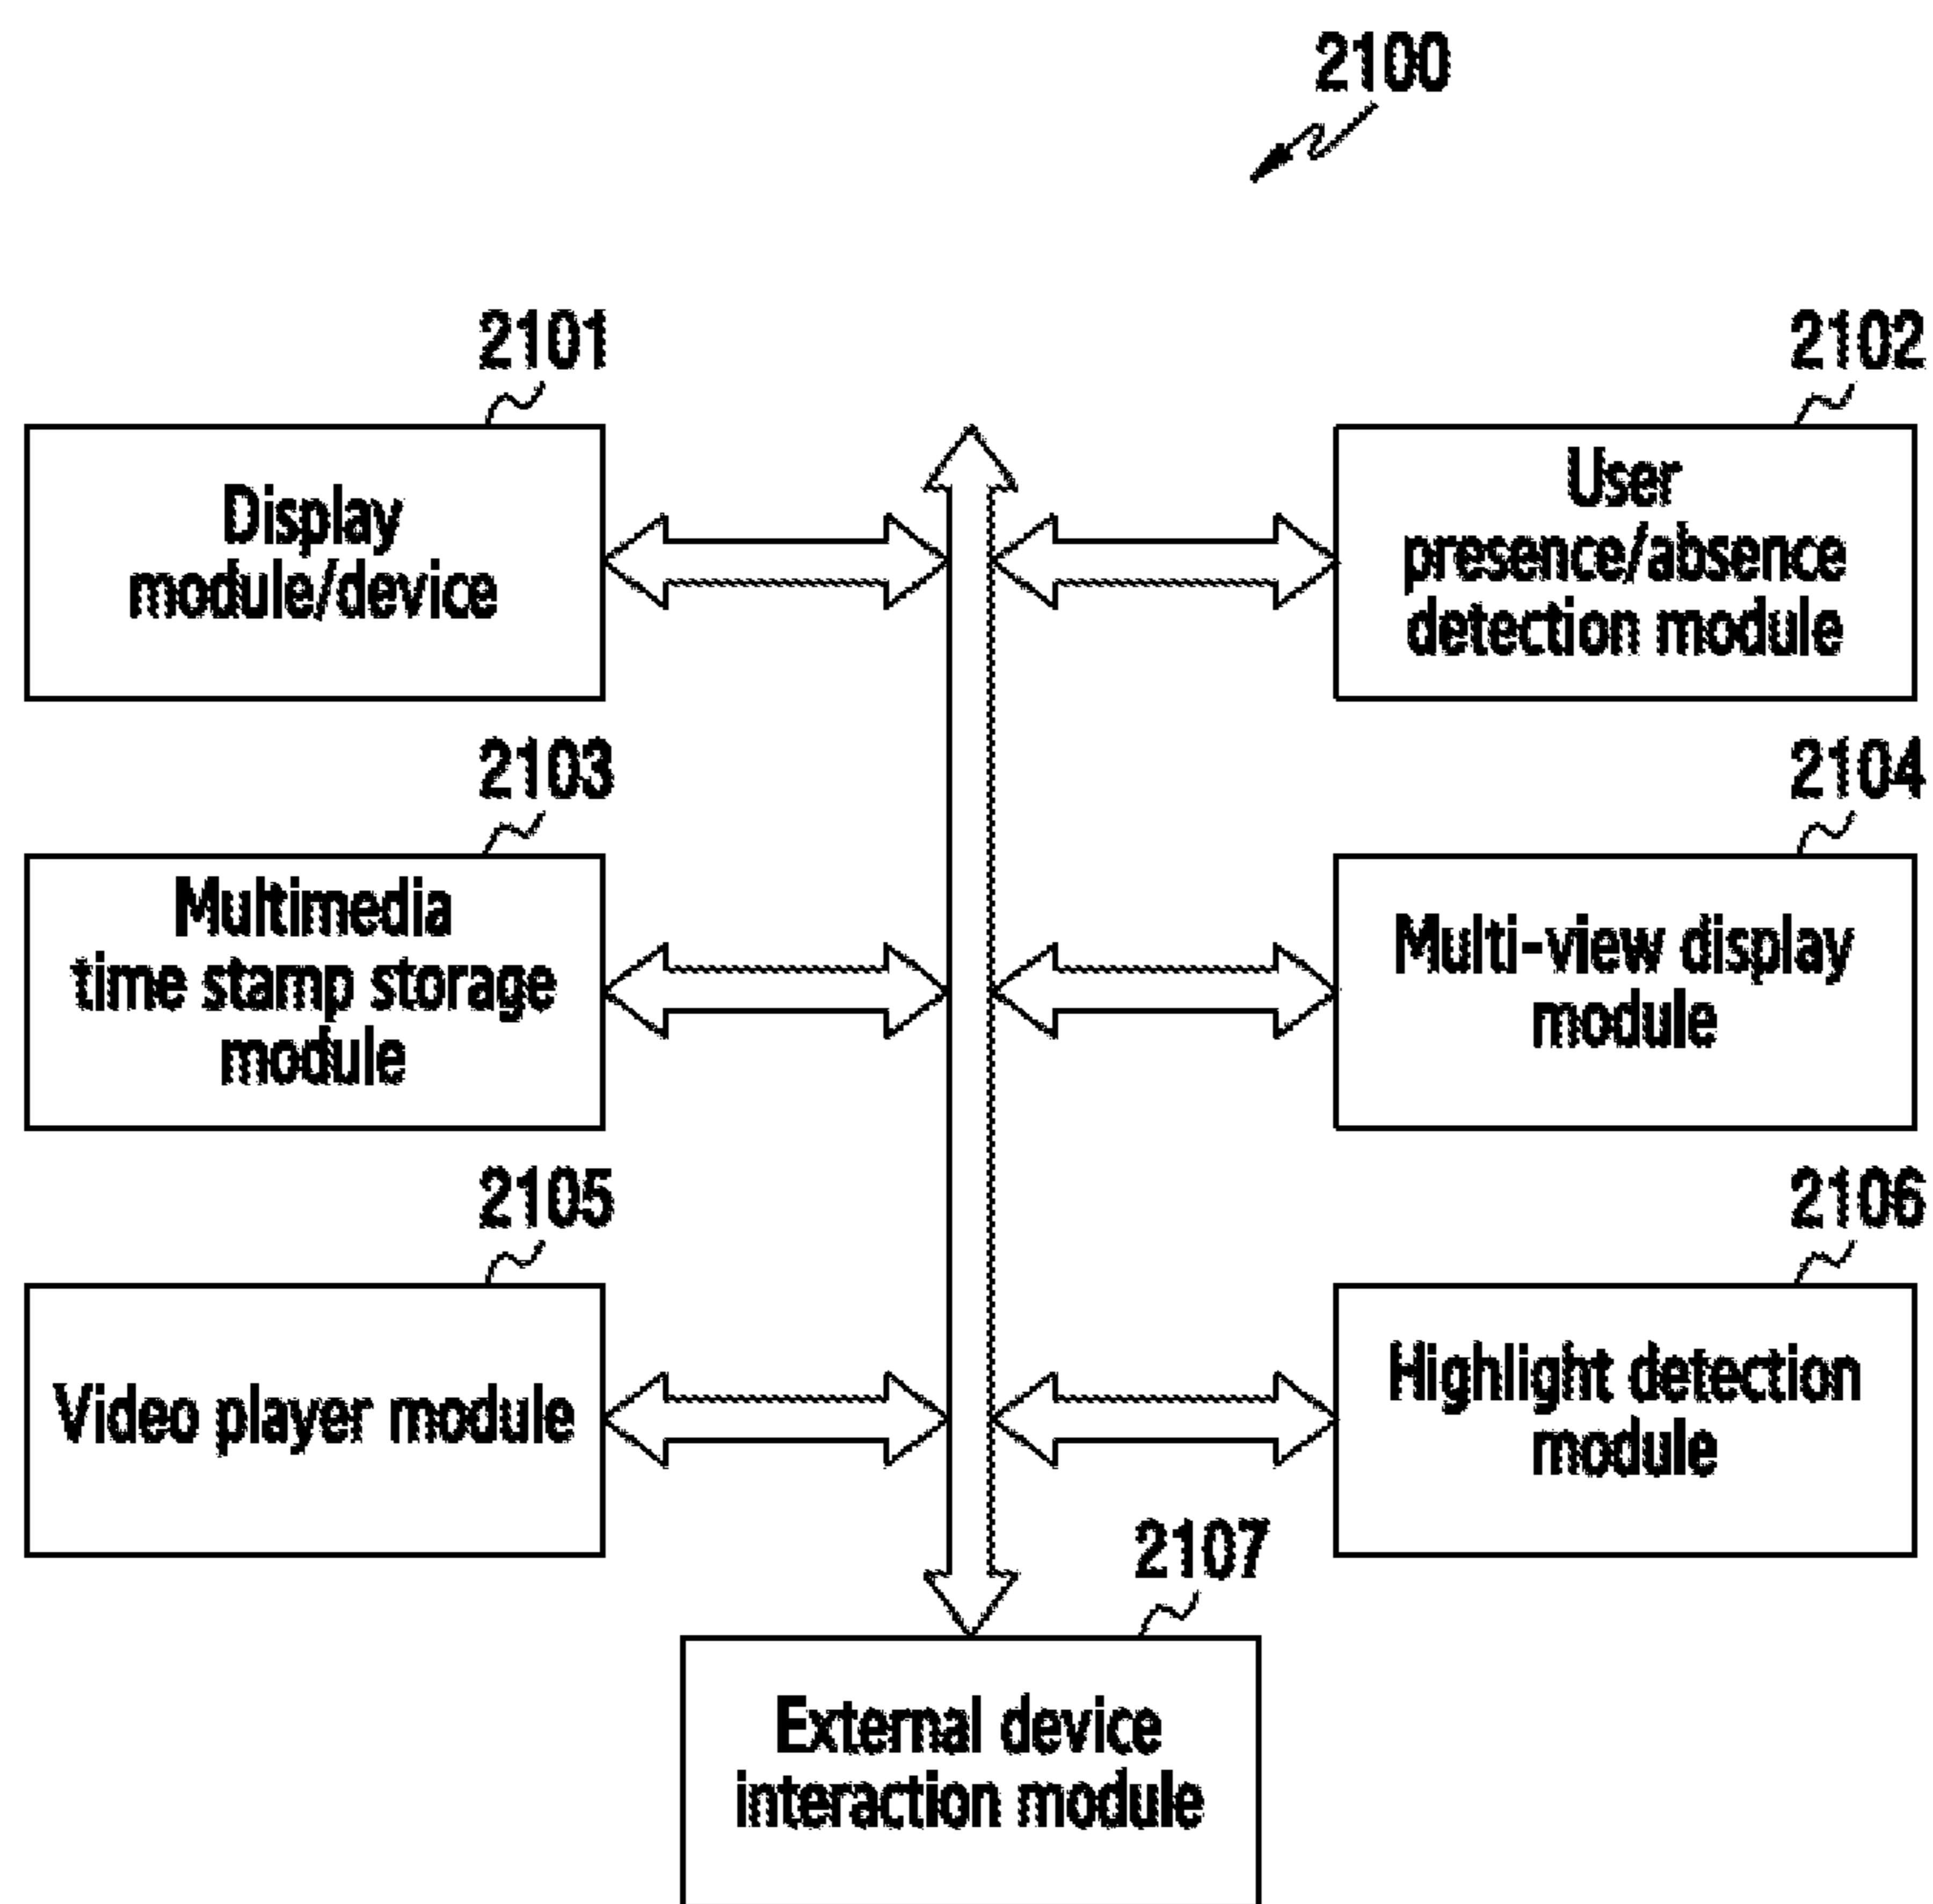 2100
2101
Display
module/device
2102
User
presence/absence
detection module
2103
Multimedia
time stamp storage
module
2104
Multi-view display
module
2105
Video player module
2106
Highlight detection
module
2107
External device
interaction module